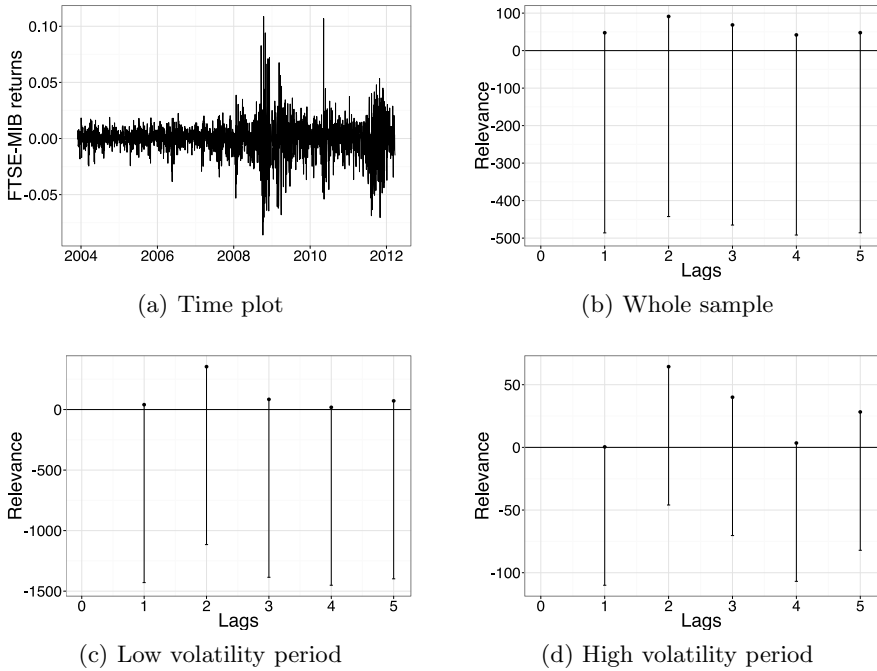 FTSE-MIB returns
0.10
0.05
0.00
-0.05
2004 2006 2008 2010 2012
(a) Time plot
Relevance
100
0
-100
-200
-300
-400
-500
0 1 2 3 4 5
Lags
(b) Whole sample
Relevance
0
-500
-1000
-1500
0 1 2 3 4 5
Lags
(c) Low volatility period
Relevance
50
0
-50
-100
0 1 2 3 4 5
Lags
(d) High volatility period